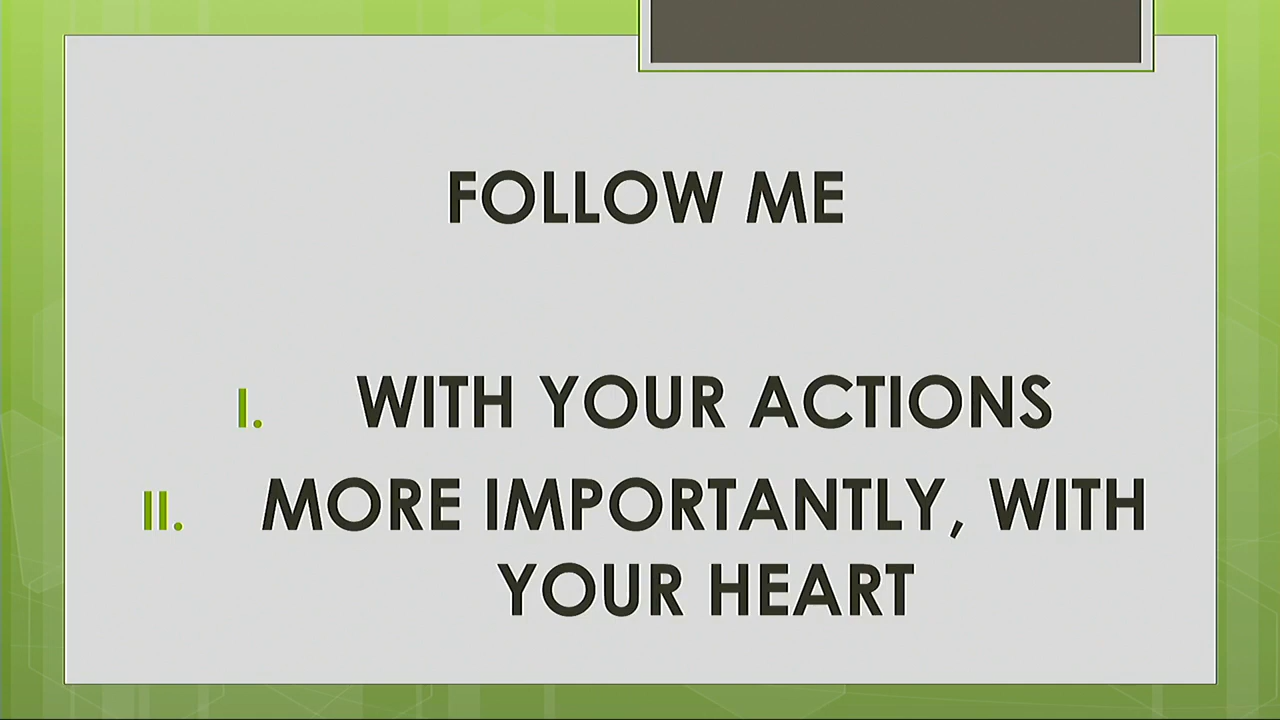 FOLLOW ME
I. WITH YOUR ACTIONS
II. MORE IMPORTANTLY, WITH
YOUR HEART